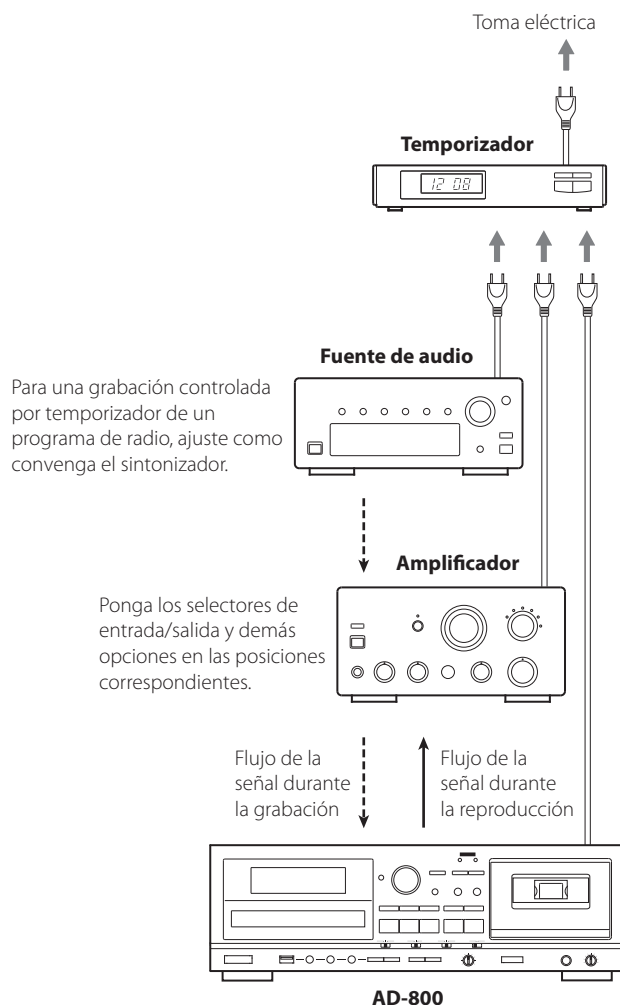 Toma eléctrica
Temporizador
12 08
Fuente de audio
Para una grabación controlada
por temporizador de un
programa de radio, ajuste como
convenga el sintonizador.
Amplificador
Ponga los selectores de
entrada/salida y demás
opciones en las posiciones
correspondientes.
Flujo de la
señal durante
la grabación
Flujo de la
señal durante
la reproducción
AD-800